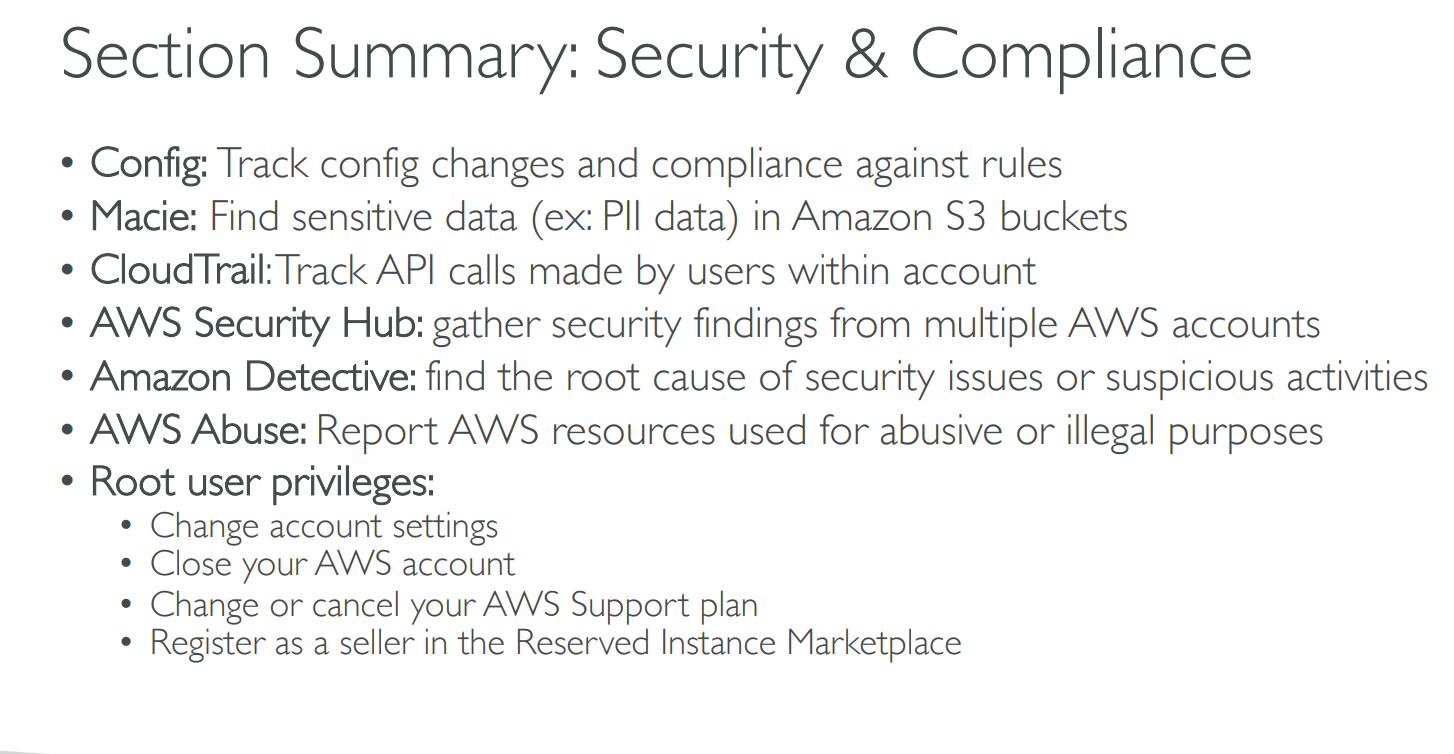 Section Summary: Security & Compliance
• Config: Track config changes and compliance against rules
• Macie: Find sensitive data (ex: PII data) in Amazon S3 buckets
• CloudTrail: Track API calls made by users within account
• AWS Security Hub: gather security findings from multiple AWS accounts
• Amazon Detective: find the root cause of security issues or suspicious activities
• AWS Abuse: Report AWS resources used for abusive or illegal purposes
• Root user privileges:
• Change account settings
• Close your AWS account
• Change or cancel your AWS Support plan
• Register as a seller in the Reserved Instance Marketplace